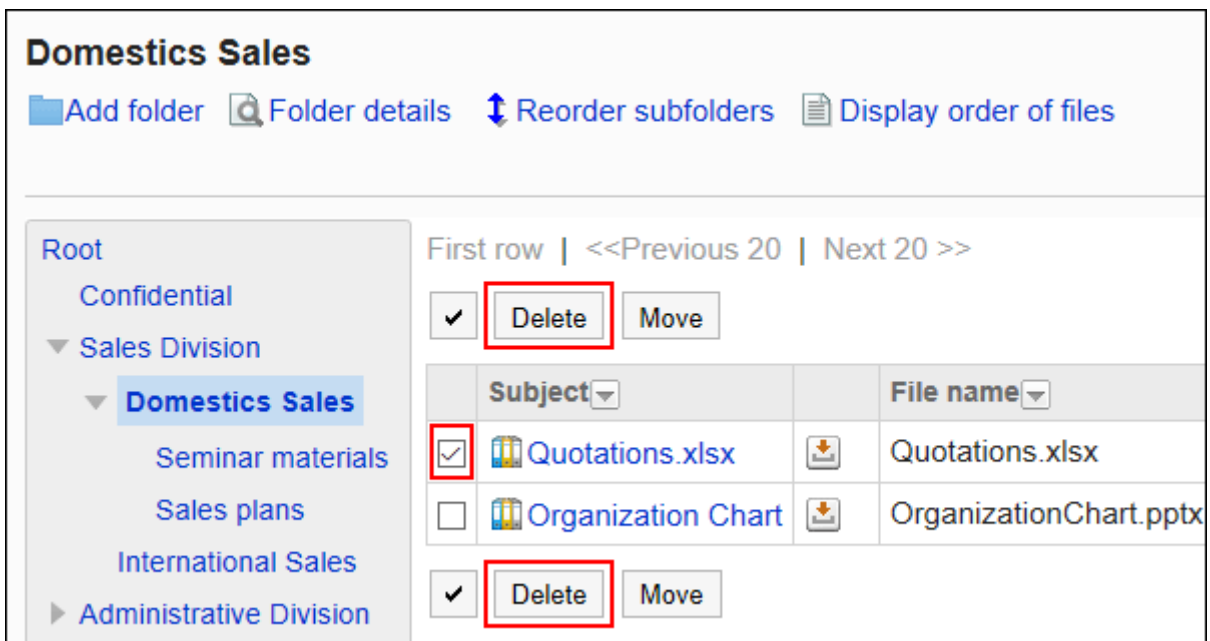 Domestics Sales
Add folder Folder details Reorder subfolders Display order of files
Root
Confidential
Sales Division
Domestics Sales
Seminar materials
Sales plans
International Sales
Administrative Division
First row | <<Previous 20 | Next 20 >>
Delete Move
Subject File name
Quotations.xlsx Quotations.xlsx
Organization Chart OrganizationChart.pptx
Delete Move